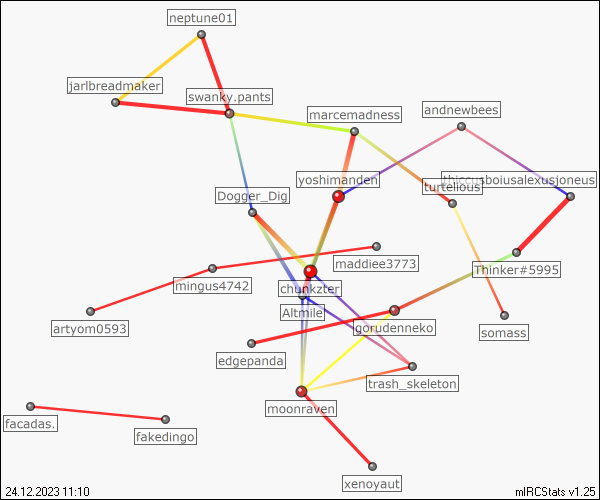 neptune01
jarlbreadmaker
swanky.pants
marcemadness
andnewbees
yoshimanden
thiccusboiusalexusjoneus
turtelious
Dogger_Dig
maddiee3773
Thinker#5995
mingus4742
chunkzter
Altmile
artyom0593
gorudenneko
somass
edgepanda
trash_skeleton
moonraven
facadas.
fakedingo
xenoyaut
24.12.2023 11:10
mIRCStats v1.25